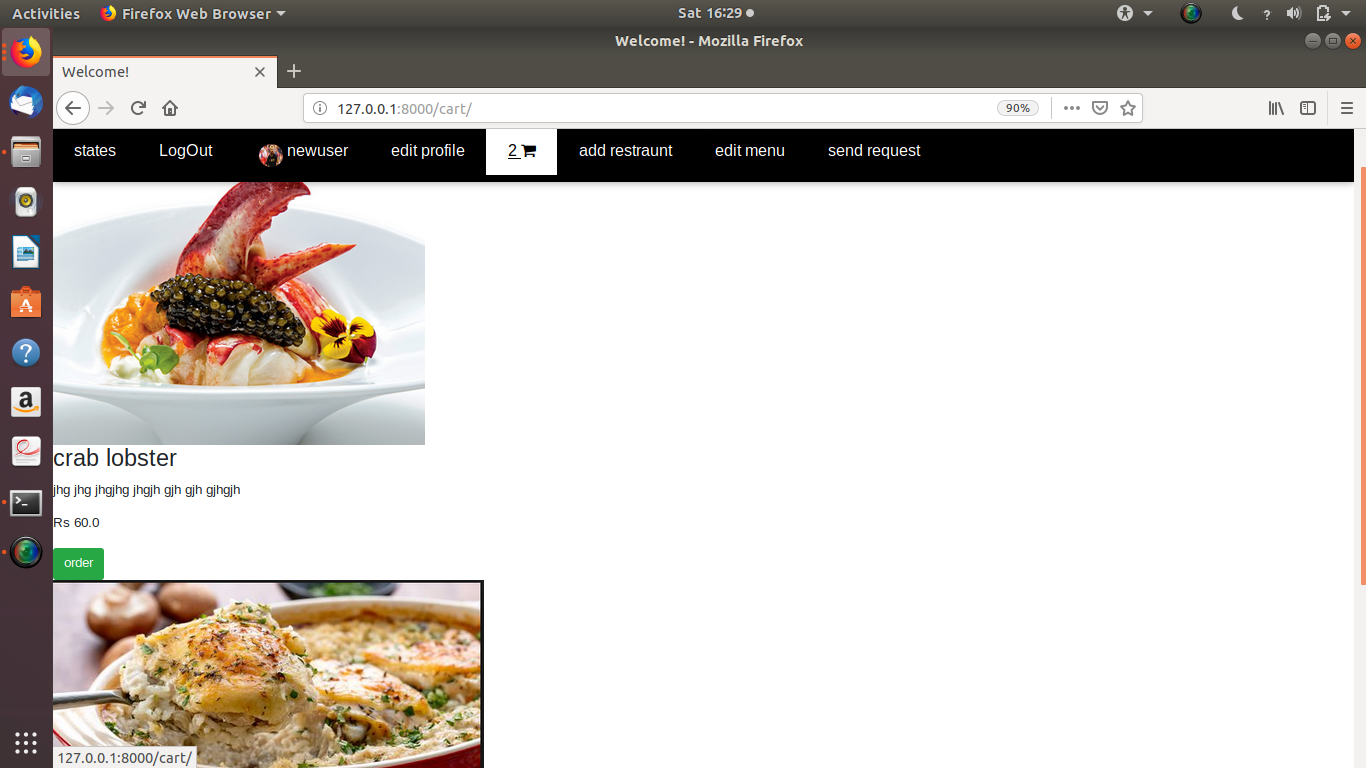 Activities Firefox Web Browser Sat 16:29
Welcome! - Mozilla Firefox
Welcome!
127.0.0.1:8000/cart/ 90%
states LogOut newuser edit profile 2 add restraunt edit menu send request
crab lobster
jhg jhg jhgjhg jhgjh gjh gjh gjhgjh
Rs 60.0
order
127.0.0.1:8000/cart/